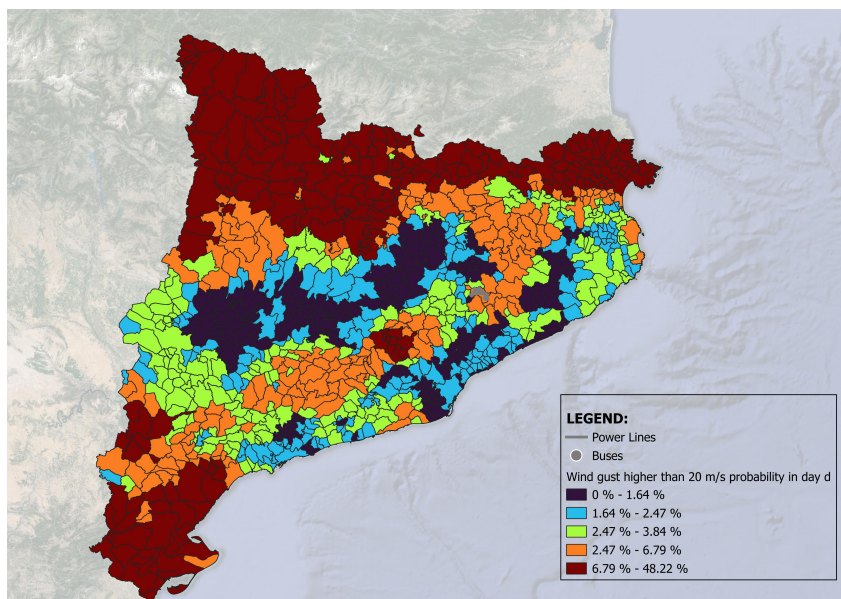 LEGEND:
Power Lines
Buses
Wind gust higher than 20 m/s probability in day d
0 % - 1.64 %
1.64 % - 2.47 %
2.47 % - 3.84 %
2.47 % - 6.79 %
6.79 % - 48.22 %